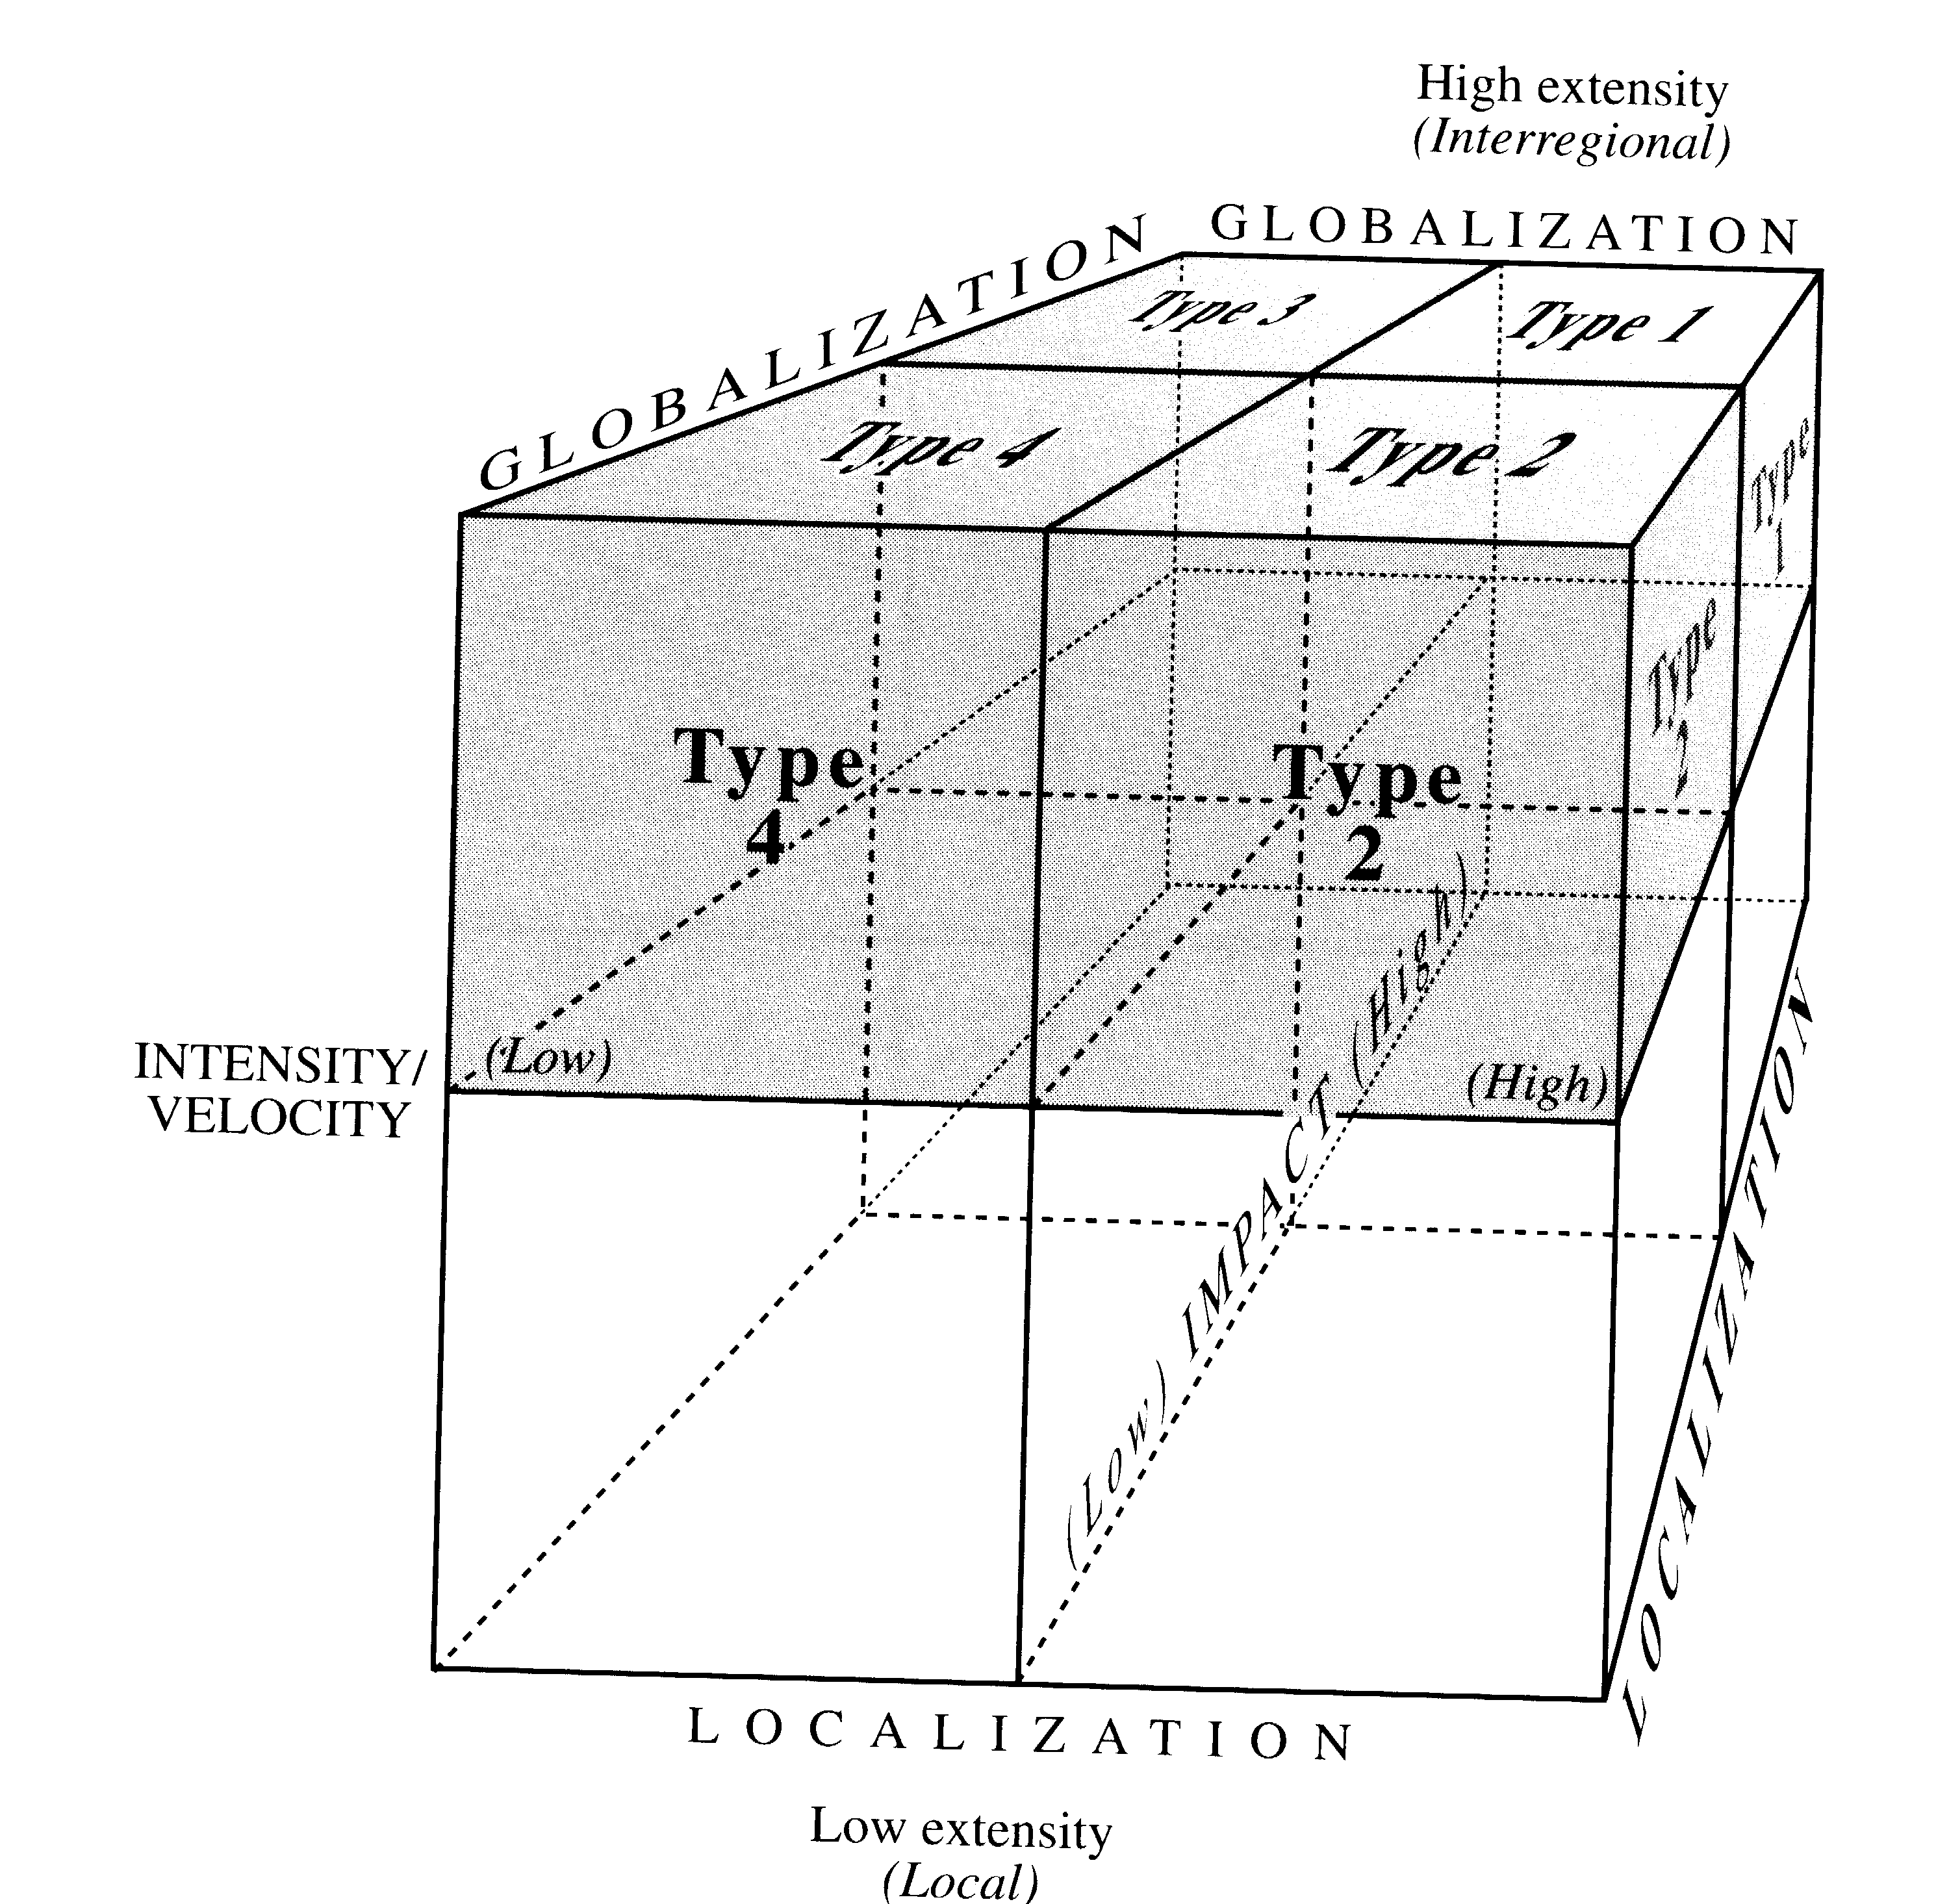 High extensity
(Interregional)
GLOBALIZATION
GLOBALIZATION
Type 3
Type 1
Type 4
Type 2
Type
1
Type
2
Type
4
Type
2
INTENSITY/
VELOCITY
(Low)
(High)
(Low) IMPACT (High)
LOCALIZATION
LOCALIZATION
Low extensity
(Local)